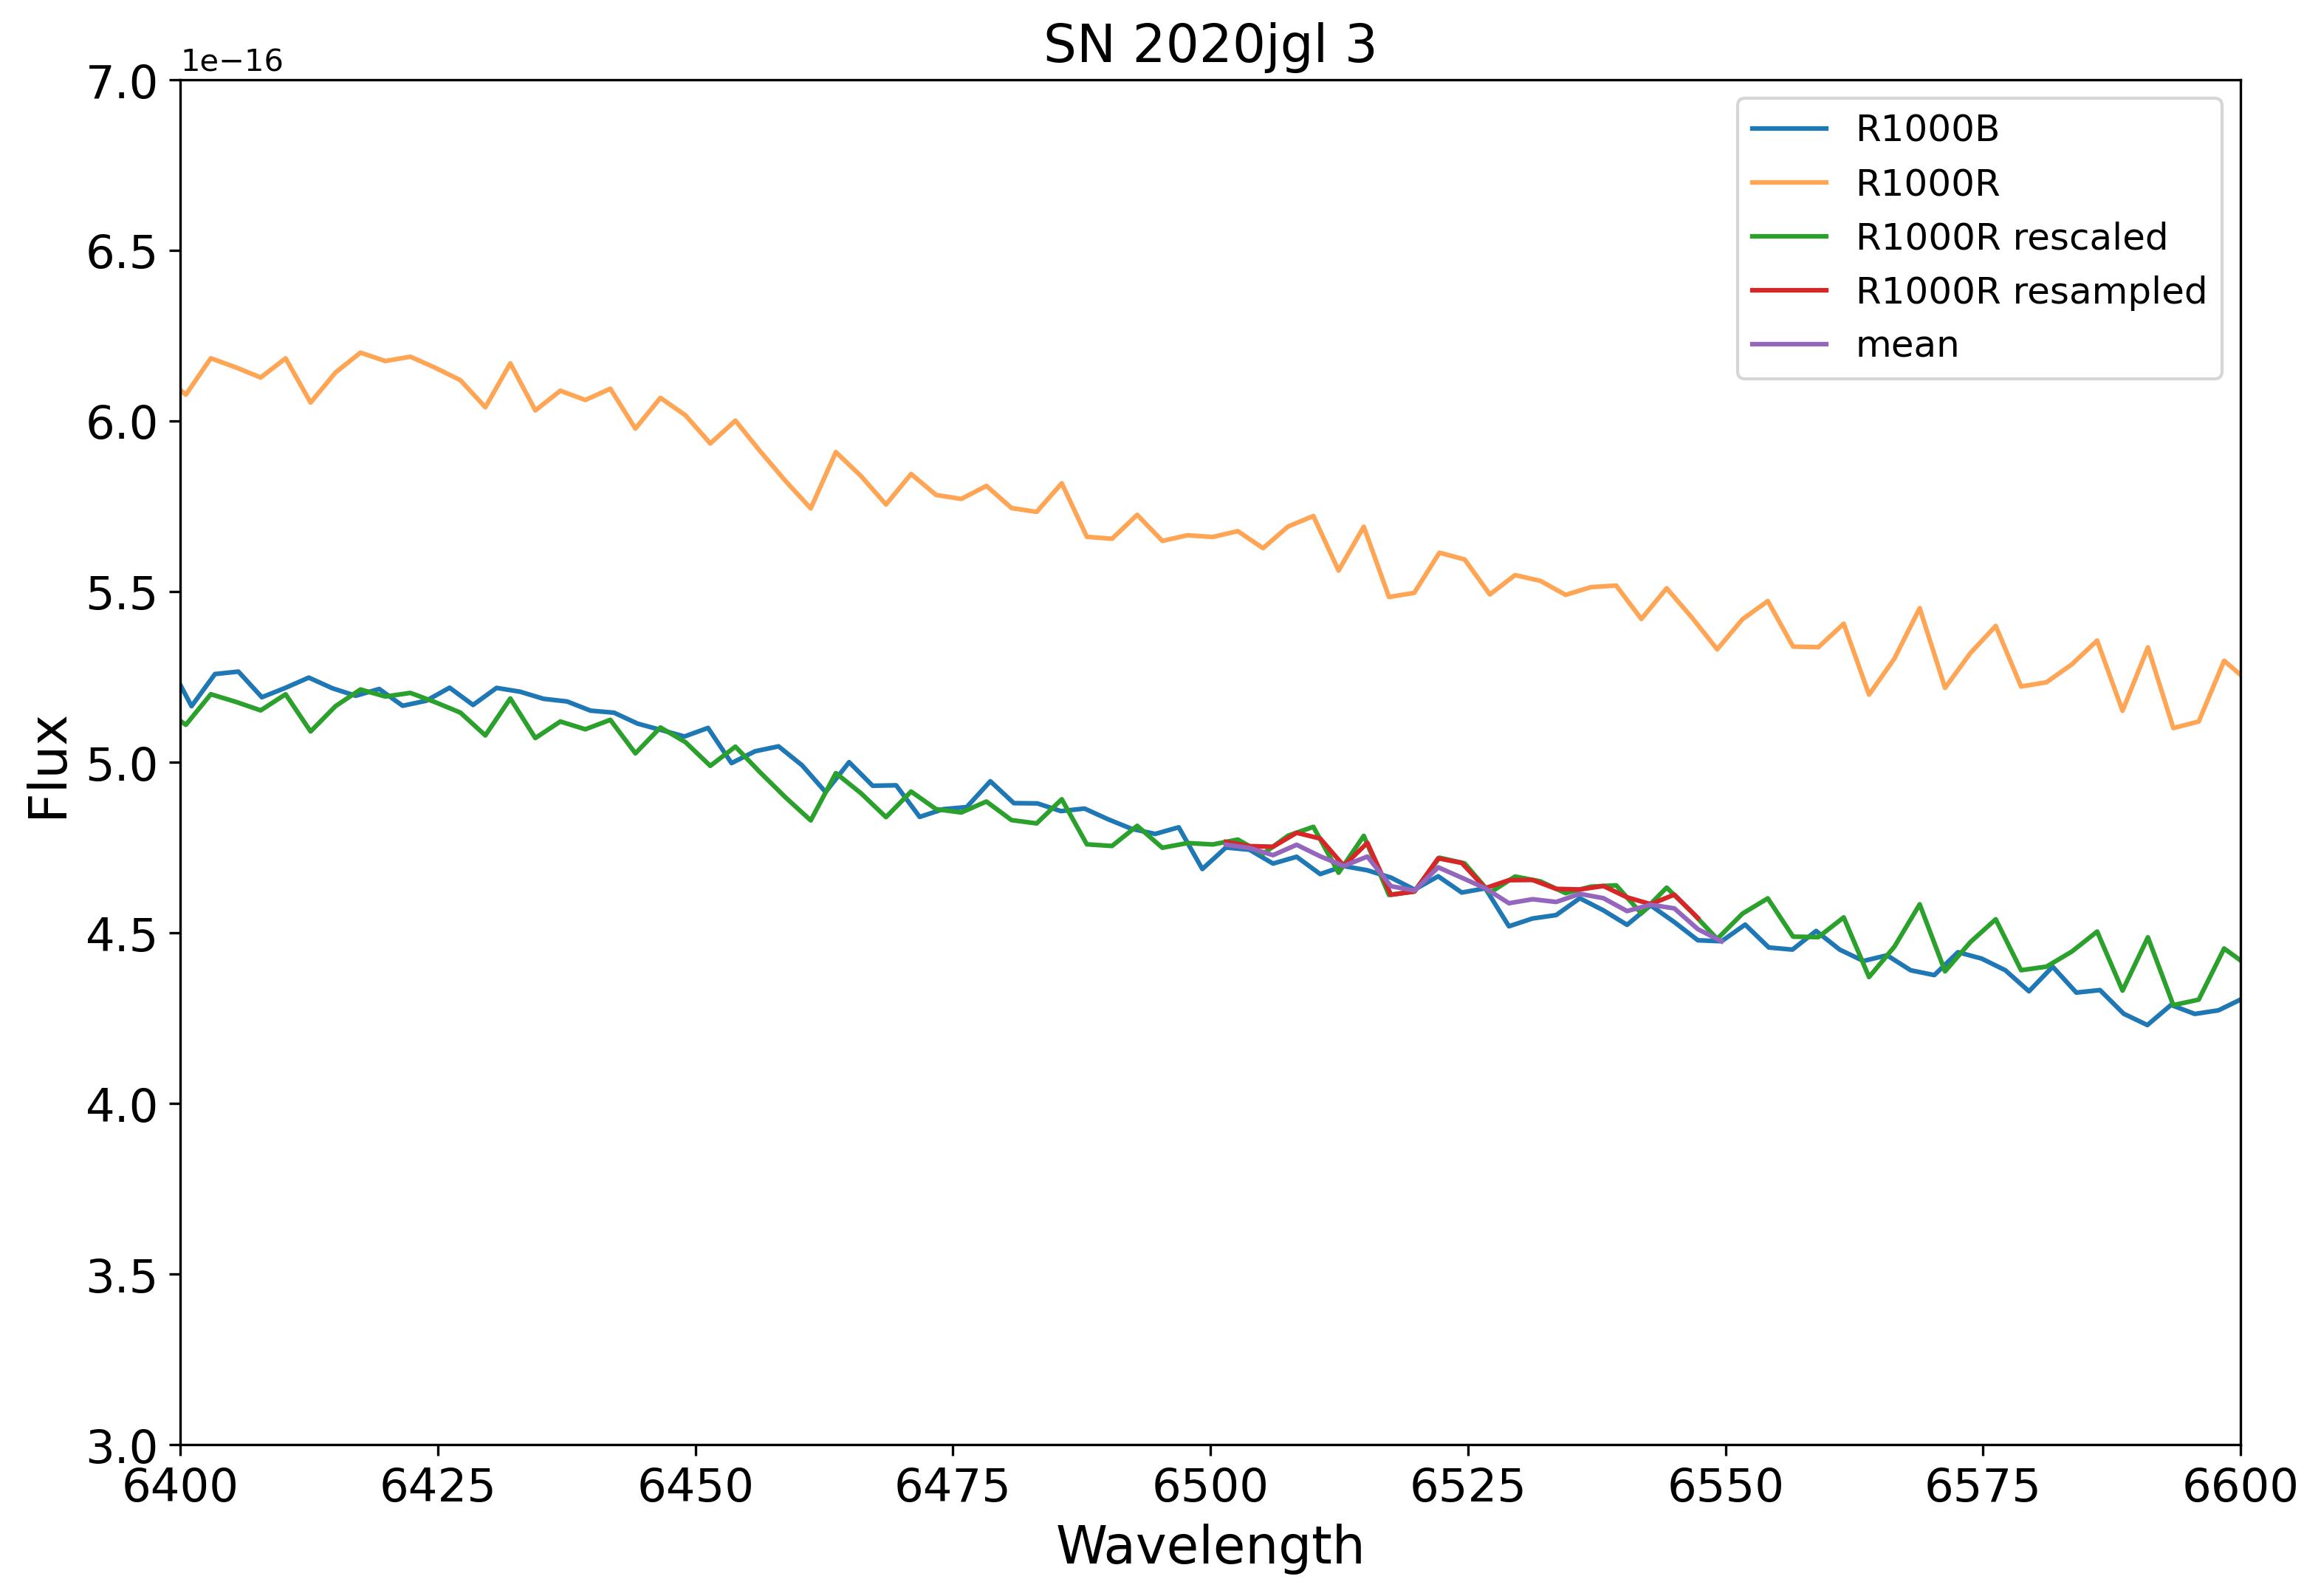 SN 2020jgl 3
1e−16
7.0
6.5
6.0
5.5
5.0
4.5
4.0
3.5
3.0
Flux
R1000B
R1000R
R1000R rescaled
R1000R resampled
mean
6400 6425 6450 6475 6500 6525 6550 6575 6600
Wavelength